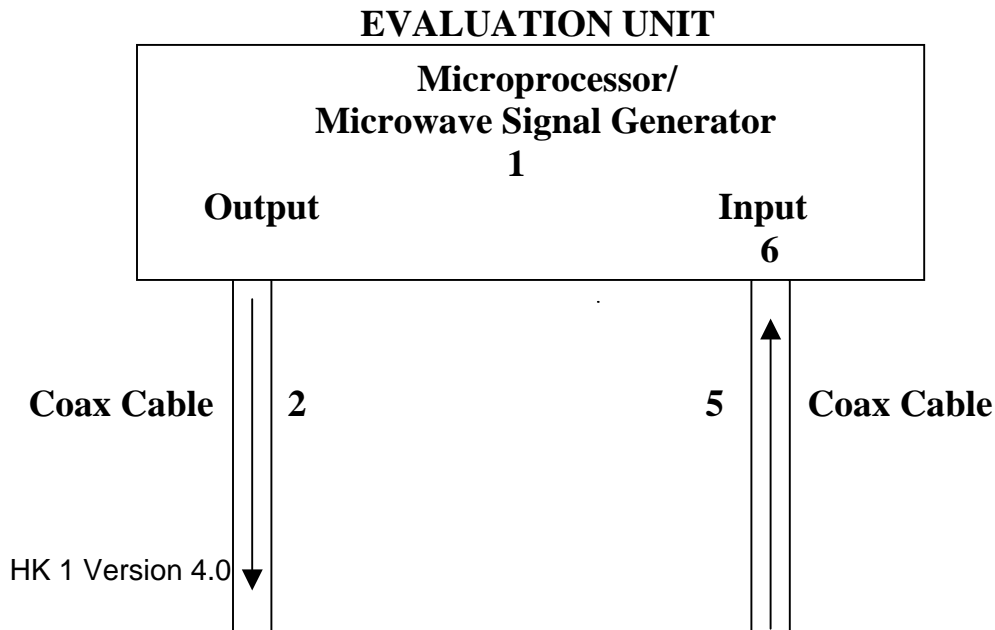 EVALUATION UNIT
Microprocessor/
Microwave Signal Generator
1
Output Input
6
Coax Cable 2 5 Coax Cable
HK 1 Version 4.0